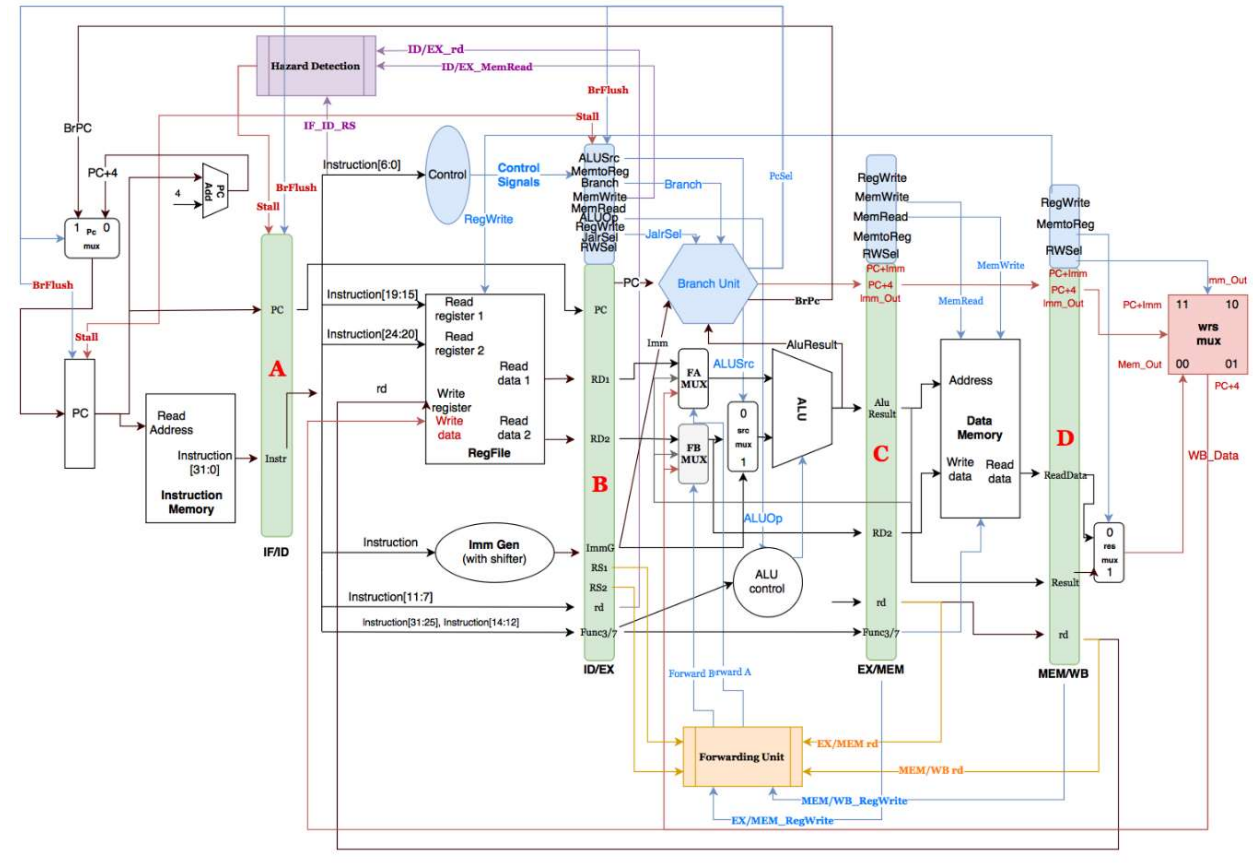 ID/EX_rd
Hazard Detection
ID/EX_MemRead
BrFlush
Stall
BrPC
IF_ID_RS
PC+4
Instruction[6:0]
Control
Control
Signals
ALUSrc
MemtoReg
Branch
MemWrite
MemRead
ALUOp
RegWrite
JalrSel
RWSel
Branch
PcSel
RegWrite
MemWrite
MemRead
MemtoReg
RWSel
RegWrite
MemtoReg
RWSel
4
PC
Add
BrFlush
Stall
RegWrite
JalrSel
1 Pc 0
mux
BrFlush
Stall
Instruction[19:15]
Instruction[24:20]
PC
A
Read
register 1
Read
register 2
Read
data 1
Write
register
Write
data
Read
data 2
RegFile
rd
PC
PC
Branch Unit
BrPc
PC+Imm
PC+4
Imm_Out
MemRead
MemWrite
PC+Imm
PC+4
Imm_Out
mm_Out
PC+Imm
11 10
wrs
mux
00 01
Mem_Out
PC+4
Imm
AluResult
ALUSrc
RD1
RD2
B
FA
MUX
FB
MUX
0
src
mux
1
ALU
Alu
Result
C
Address
Data
Memory
Write
data
Read
data
D
ReadData
WB_Data
PC
Read
Address
Instruction
[31:0]
Instruction
Memory
Instr
IF/ID
Instruction
Imm Gen
(with shifter)
ImmG
RS1
RS2
rd
Func3/7
ALUOp
ALU
control
RD2
0
res
mux
1
Result
Instruction[11:7]
Instruction[31:25], Instruction[14:12]
rd
Func3/7
rd
ID/EX
EX/MEM
MEM/WB
Forward B
rward A
Forwarding Unit
EX/MEM rd
MEM/WB rd
MEM/WB_RegWrite
EX/MEM_RegWrite